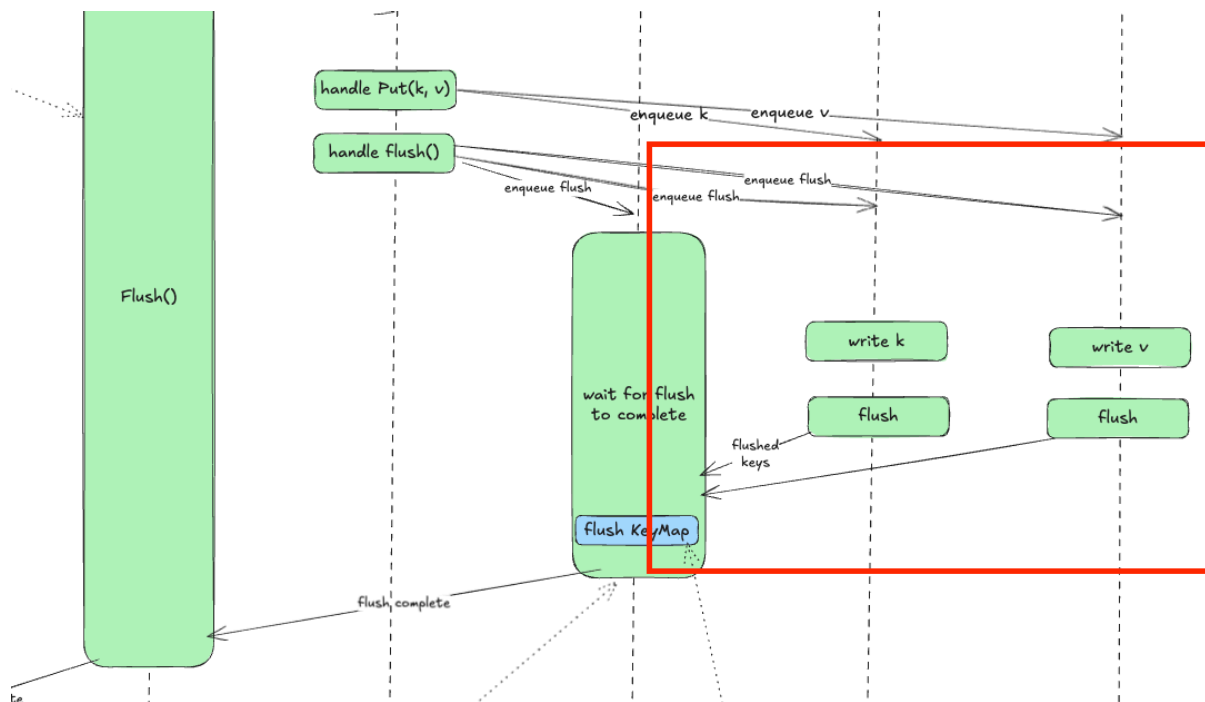 handle Put(k, v)
enqueue k
enqueue v
handle flush()
enqueue flush
enqueue flush
enqueue flush
Flush()
write k
write v
wait for flush
to complete
flush
flush
flushed
keys
flush KeyMap
flush complete
te